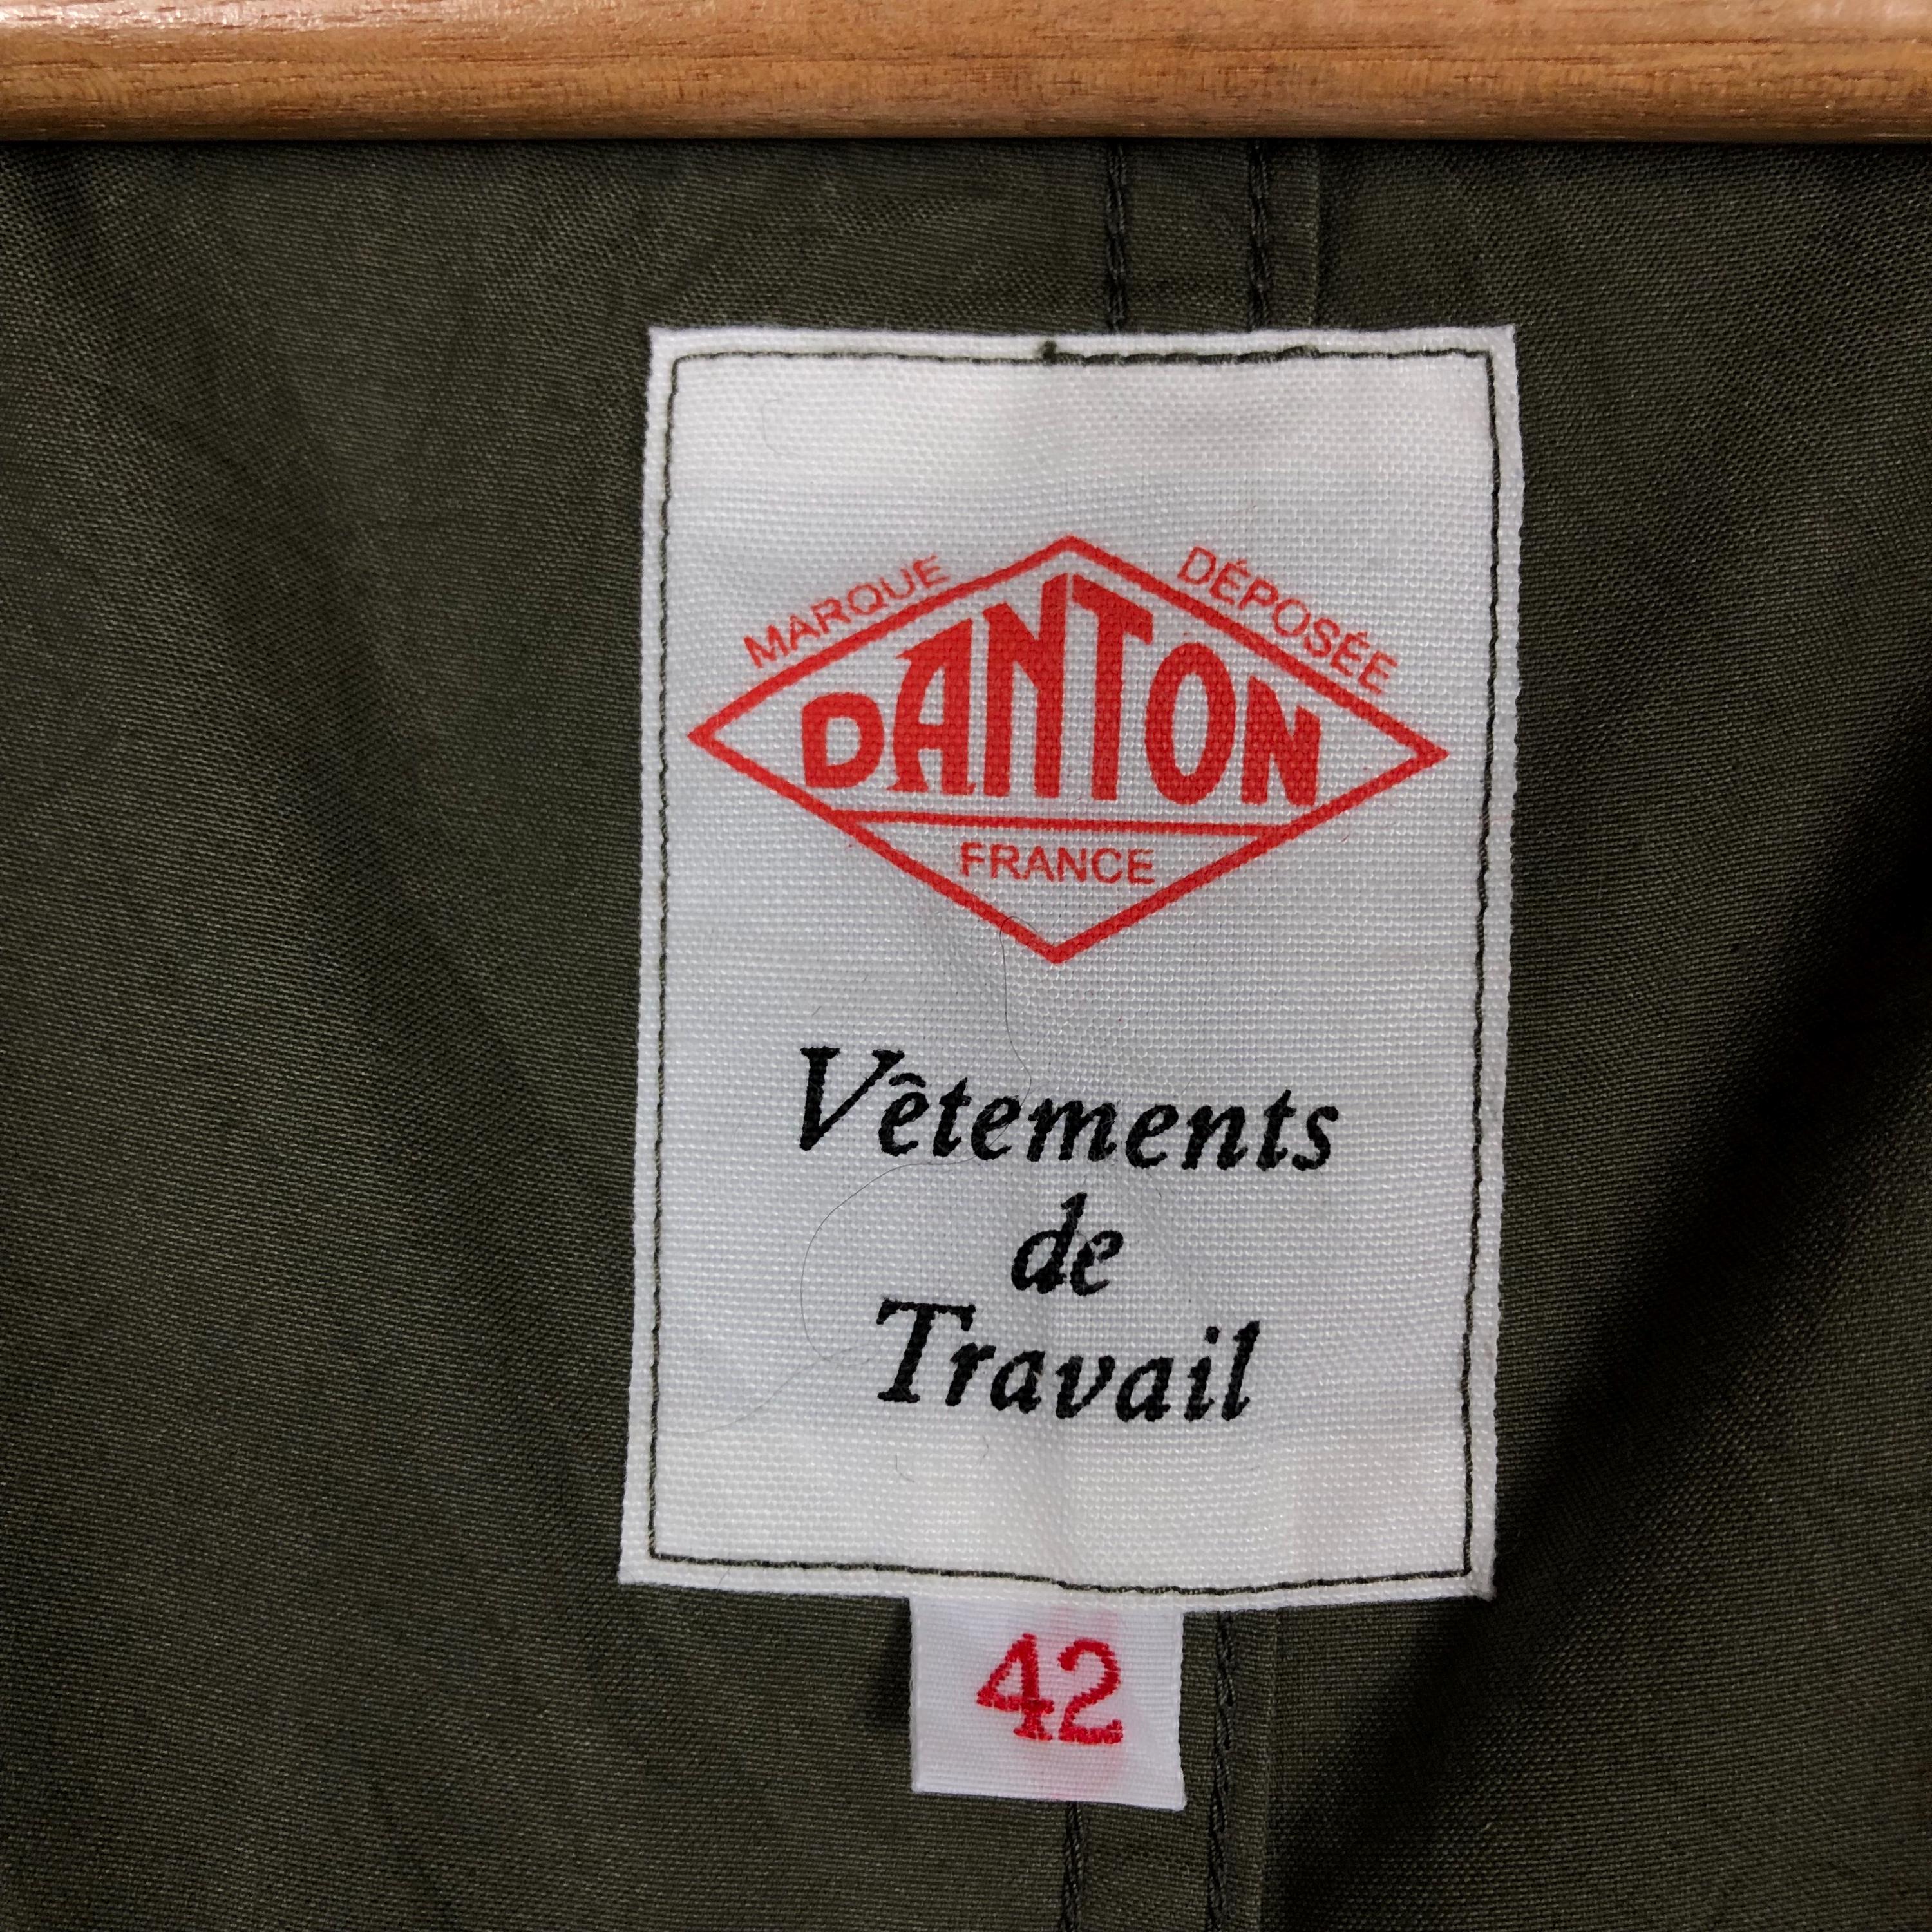 MARQUE DÉPOSÉE
DANTON
FRANCE
Vêtements
de
Travail
42